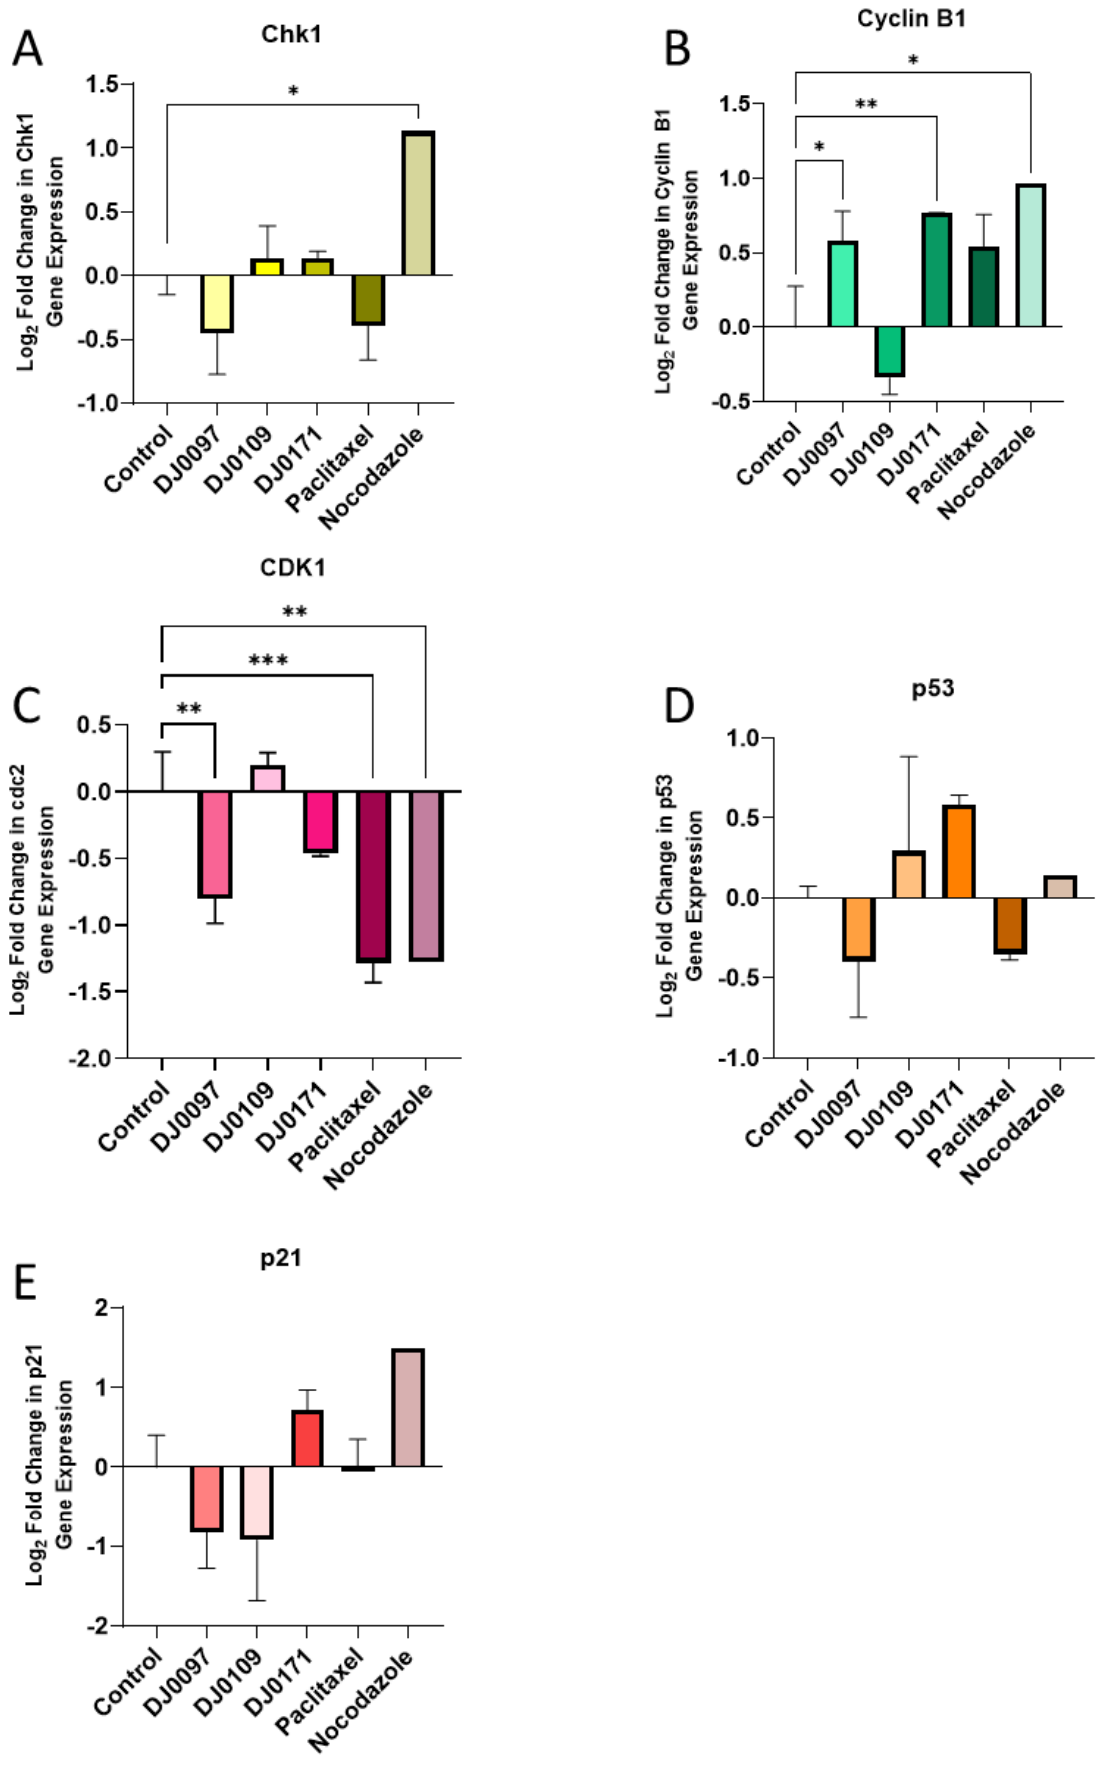 A
Chk1
Log2 Fold Change in Chk1
Gene Expression
1.5
1.0
0.5
0.0
-0.5
-1.0
*
Control
DJ0097
DJ0109
DJ0171
Paclitaxel
Nocodazole
B
Cyclin B1
Log2 Fold Change in Cyclin B1
Gene Expression
1.5
1.0
0.5
0.0
-0.5
*
**
*
Control
DJ0097
DJ0109
DJ0171
Paclitaxel
Nocodazole
C
CDK1
Log2 Fold Change in cdc2
Gene Expression
0.5
0.0
-0.5
-1.0
-1.5
-2.0
**
***
**
Control
DJ0097
DJ0109
DJ0171
Paclitaxel
Nocodazole
D
p53
Log2 Fold Change in p53
Gene Expression
1.0
0.5
0.0
-0.5
-1.0
Control
DJ0097
DJ0109
DJ0171
Paclitaxel
Nocodazole
E
p21
Log2 Fold Change in p21
Gene Expression
2
1
0
-1
-2
Control
DJ0097
DJ0109
DJ0171
Paclitaxel
Nocodazole